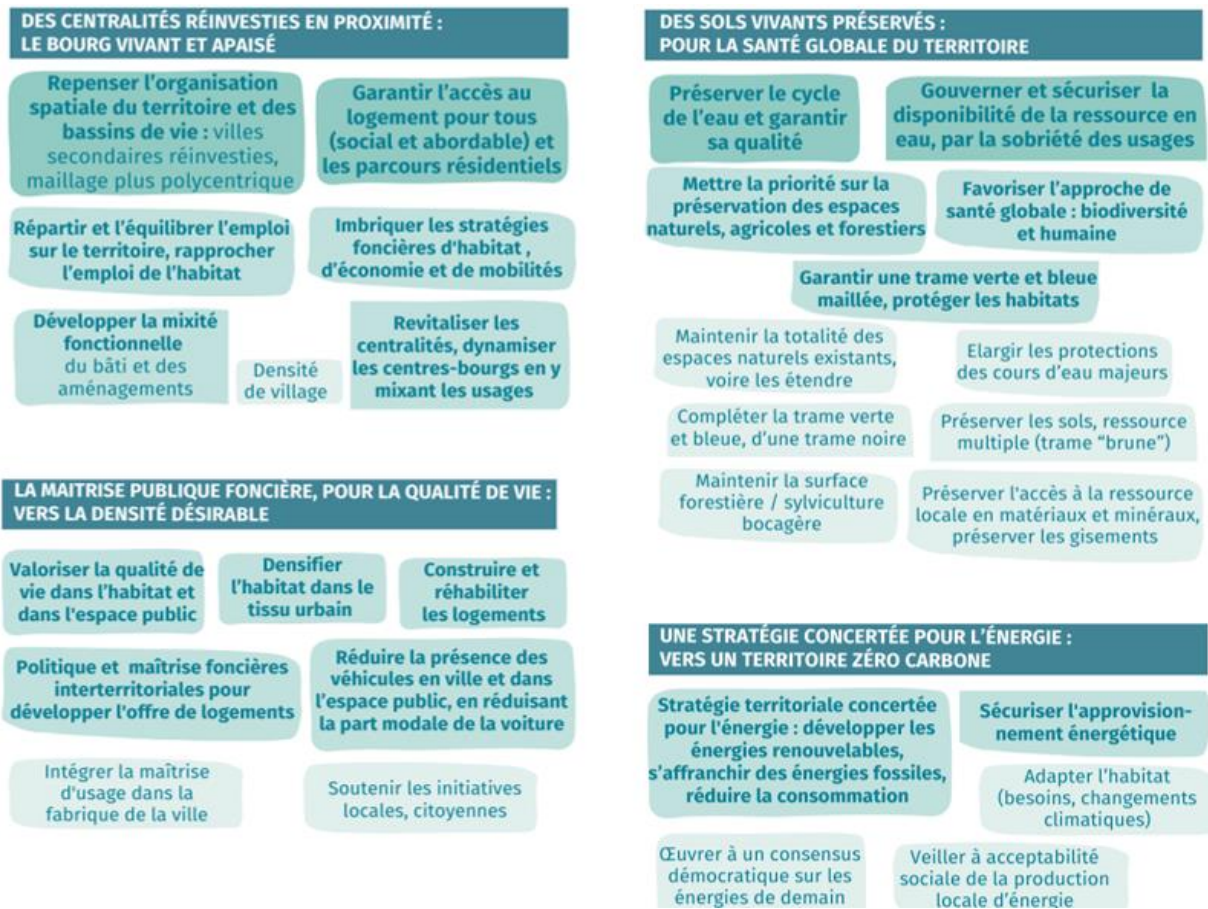 DES CENTRALITÉS RÉINVESTIES EN PROXIMITÉ :
LE BOURG VIVANT ET APAISÉ
Repenser l'organisation
spatiale du territoire et des
bassins de vie : villes
secondaires réinvesties,
maillage plus polycentrique
Garantir l'accès au
logement pour tous
(social et abordable) et
les parcours résidentiels
Répartir et l'équilibrer l'emploi
sur le territoire, rapprocher
l'emploi de l'habitat
Imbriquer les stratégies
foncières d'habitat ,
d'économie et de mobilités
Développer la mixité
fonctionnelle
du bâti et des
aménagements
Densité
de village
Revitaliser les
centralités, dynamiser
les centres-bourgs en y
mixant les usages
LA MAITRISE PUBLIQUE FONCIÈRE, POUR LA QUALITÉ DE VIE :
VERS LA DENSITÉ DÉSIRABLE
Valoriser la qualité de
vie dans l'habitat et
dans l'espace public
Densifier
l'habitat dans le
tissu urbain
Construire et
réhabiliter
les logements
Politique et maîtrise foncières
interterritoriales pour
développer l'offre de logements
Réduire la présence des
véhicules en ville et dans
l'espace public, en réduisant
la part modale de la voiture
Intégrer la maîtrise
d'usage dans la
fabrique de la ville
Soutenir les initiatives
locales, citoyennes
DES SOLS VIVANTS PRÉSERVÉS :
POUR LA SANTÉ GLOBALE DU TERRITOIRE
Préserver le cycle
de l'eau et garantir
sa qualité
Gouverner et sécuriser la
disponibilité de la ressource en
eau, par la sobriété des usages
Mettre la priorité sur la
préservation des espaces
naturels, agricoles et forestiers
Favoriser l'approche de
santé globale : biodiversité
et humaine
Garantir une trame verte et bleue
maillée, protéger les habitats
Maintenir la totalité des
espaces naturels existants,
voire les étendre
Elargir les protections
des cours d'eau majeurs
Compléter la trame verte
et bleue, d'une trame noire
Préserver les sols, ressource
multiple (trame "brune")
Maintenir la surface
forestière / sylviculture
bocagère
Préserver l'accès à la ressource
locale en matériaux et minéraux,
préserver les gisements
UNE STRATÉGIE CONCERTÉE POUR L'ÉNERGIE :
VERS UN TERRITOIRE ZÉRO CARBONE
Stratégie territoriale concertée
pour l'énergie : développer les
énergies renouvelables,
s'affranchir des énergies fossiles,
réduire la consommation
Sécuriser l'approvision-
nement énergétique
Adapter l'habitat
(besoins, changements
climatiques)
Œuvrer à un consensus
démocratique sur les
énergies de demain
Veiller à acceptabilité
sociale de la production
locale d'énergie